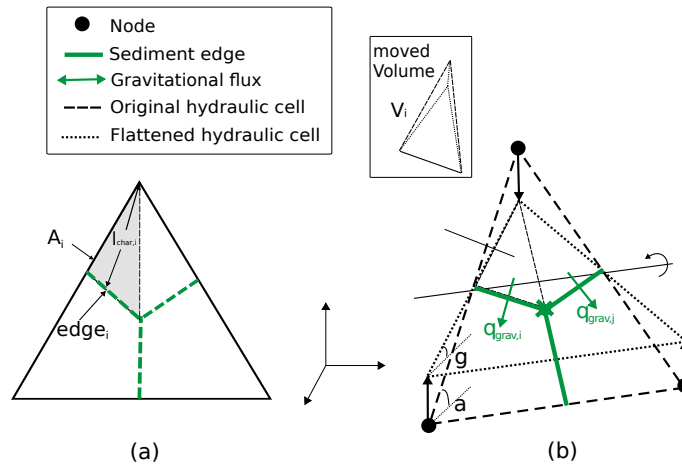 Node
Sediment edge
Gravitational flux
Original hydraulic cell
Flattened hydraulic cell
moved
Volume
Vi
Ai
lchar,i
edgei
(a)
qgrav,i
qgrav,j
g
a
(b)